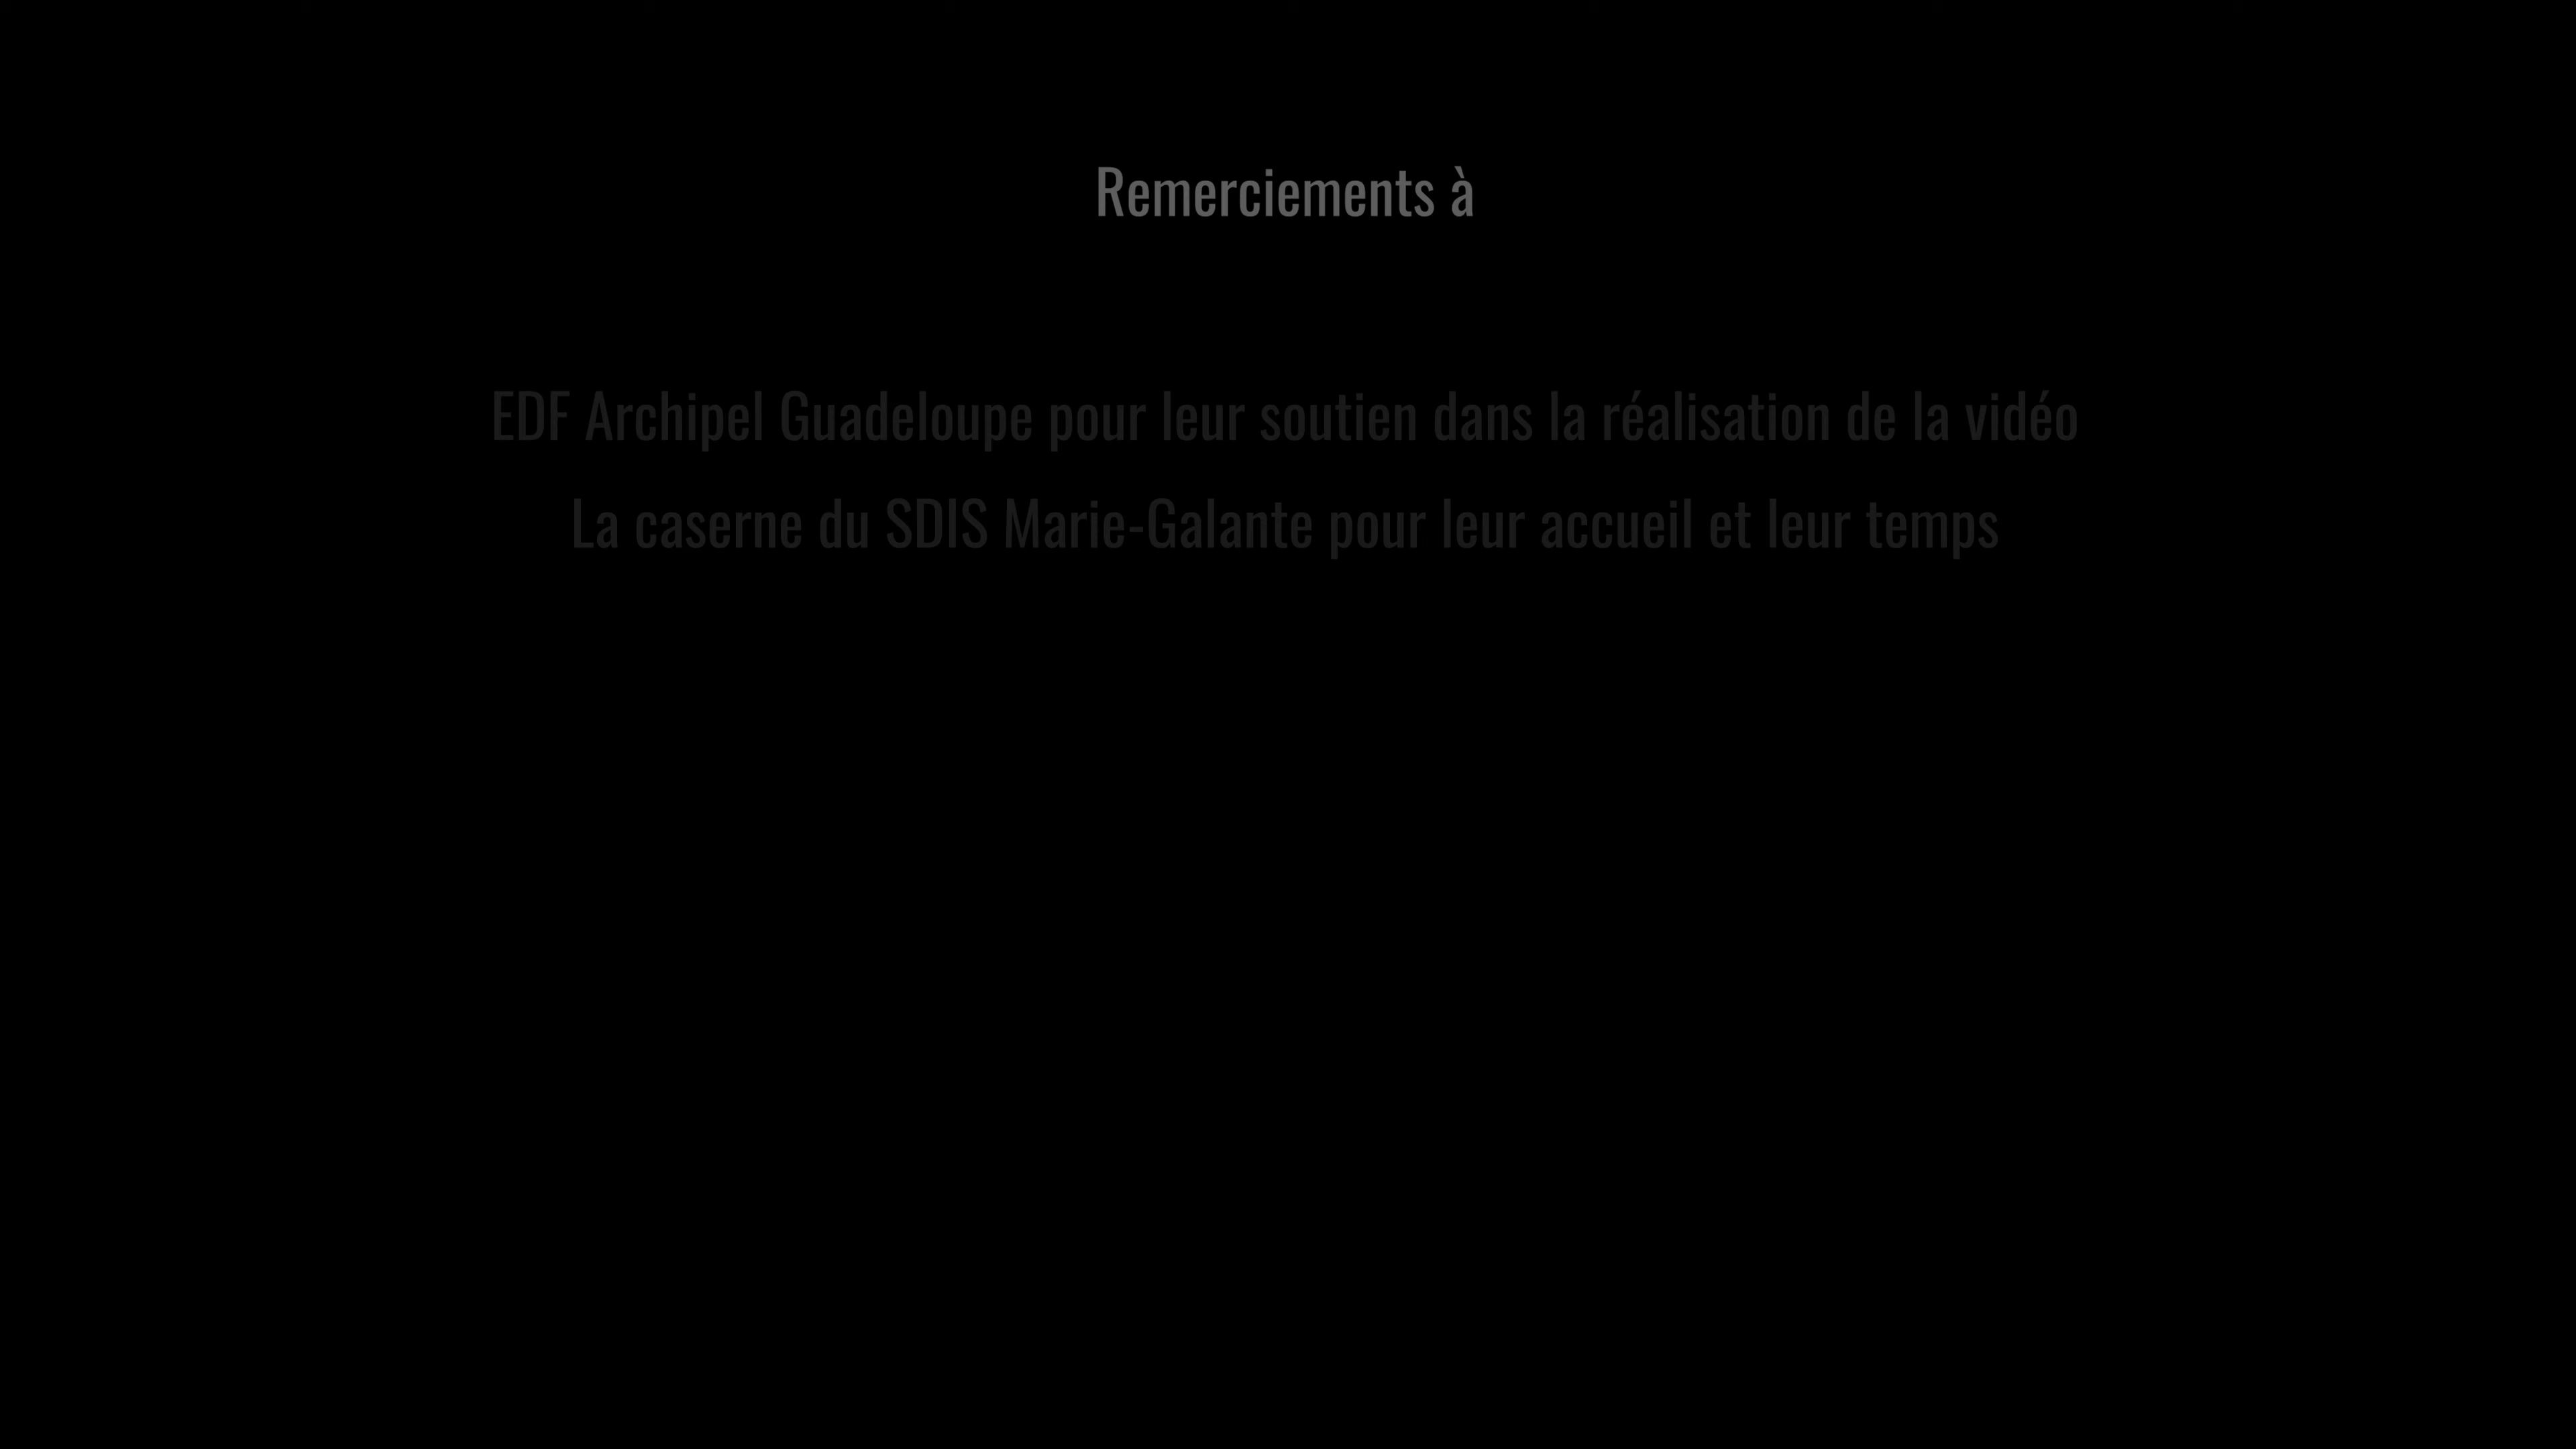 Remerciements à
EDF Archipel Guadeloupe pour leur soutien dans la réalisation de la vidéo
La caserne du SDIS Marie-Galante pour leur accueil et leur temps